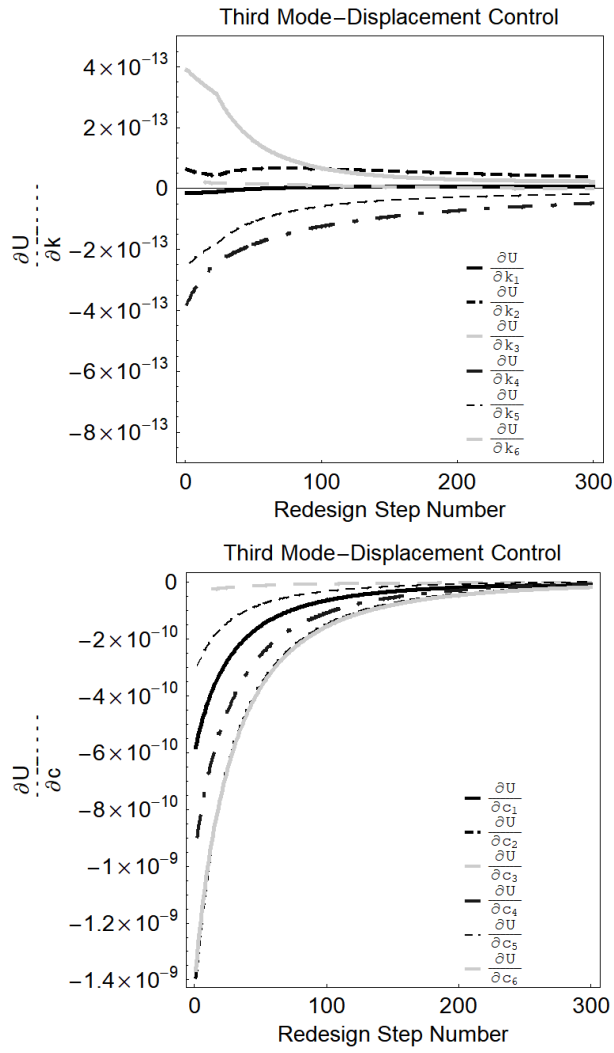 Third Mode−Displacement Control
4×10⁻¹³
2×10⁻¹³
0
−2×10⁻¹³
−4×10⁻¹³
−6×10⁻¹³
−8×10⁻¹³
∂U
∂k
∂U
∂k₁
∂U
∂k₂
∂U
∂k₃
∂U
∂k₄
∂U
∂k₅
∂U
∂k₆
0 100 200 300
Redesign Step Number
Third Mode−Displacement Control
0
−2×10⁻¹⁰
−4×10⁻¹⁰
−6×10⁻¹⁰
−8×10⁻¹⁰
−1×10⁻⁹
−1.2×10⁻⁹
−1.4×10⁻⁹
∂U
∂c
∂U
∂c₁
∂U
∂c₂
∂U
∂c₃
∂U
∂c₄
∂U
∂c₅
∂U
∂c₆
0 100 200 300
Redesign Step Number